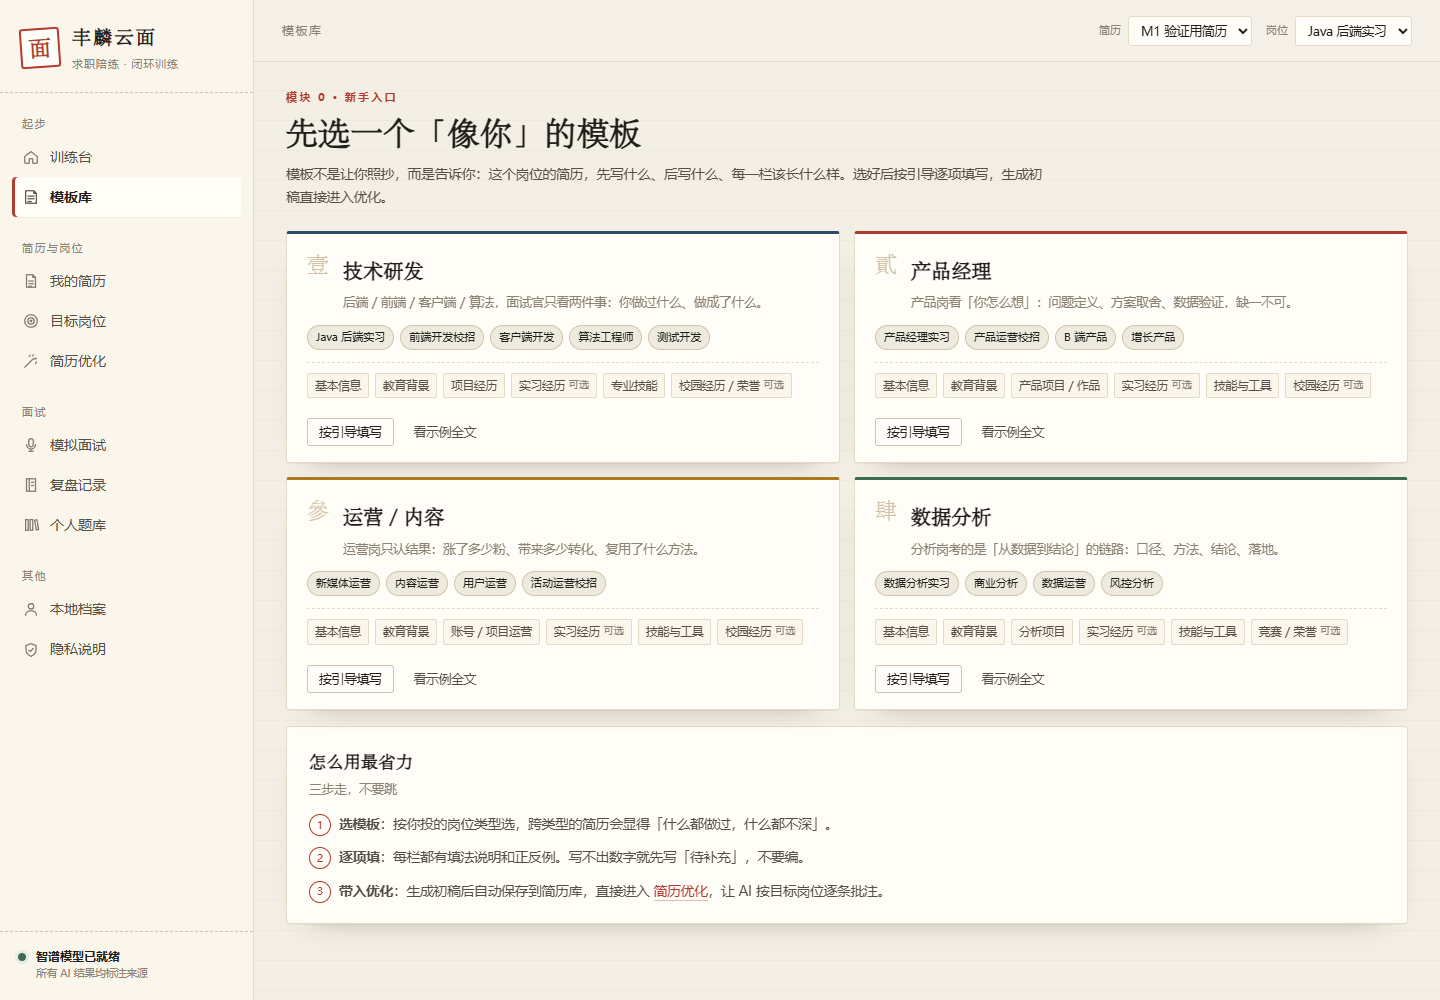 面
丰麟云面
求职陪练 · 闭环训练
起步
训练台
模板库
简历与岗位
我的简历
目标岗位
简历优化
面试
模拟面试
复盘记录
个人题库
其他
本地档案
隐私说明
智谱模型已就绪
所有 AI 结果均标注来源
模板库
简历 M1 验证用简历 岗位 Java 后端实习
模块 0 · 新手入口
先选一个「像你」的模板
模板不是让你照抄，而是告诉你：这个岗位的简历，先写什么、后写什么、每一栏该长什么样。选好后按引导逐项填写，生成初
稿直接进入优化。
壹 技术研发
后端 / 前端 / 客户端 / 算法，面试官只看两件事：你做过什么、做成了什么。
Java 后端实习 前端开发校招 客户端开发 算法工程师 测试开发
基本信息 教育背景 项目经历 实习经历 可选 专业技能 校园经历 / 荣誉 可选
按引导填写 看示例全文
贰 产品经理
产品岗看「你怎么想」：问题定义、方案取舍、数据验证，缺一不可。
产品经理实习 产品运营校招 B 端产品 增长产品
基本信息 教育背景 产品项目 / 作品 实习经历 可选 技能与工具 校园经历 可选
按引导填写 看示例全文
参 运营 / 内容
运营岗只认结果：涨了多少粉、带来多少转化、复用了什么方法。
新媒体运营 内容运营 用户运营 活动运营校招
基本信息 教育背景 账号 / 项目运营 实习经历 可选 技能与工具 校园经历 可选
按引导填写 看示例全文
肆 数据分析
分析岗考的是「从数据到结论」的链路：口径、方法、结论、落地。
数据分析实习 商业分析 数据运营 风控分析
基本信息 教育背景 分析项目 实习经历 可选 技能与工具 竞赛 / 荣誉 可选
按引导填写 看示例全文
怎么用最省力
三步走，不要跳
1 选模板：按你投的岗位类型选，跨类型的简历会显得「什么都做过，什么都不深」。
2 逐项填：每栏都有填法说明和正反例。写不出数字就先写「待补充」，不要编。
3 带入优化：生成初稿后自动保存到简历库，直接进入 简历优化，让 AI 按目标岗位逐条批注。